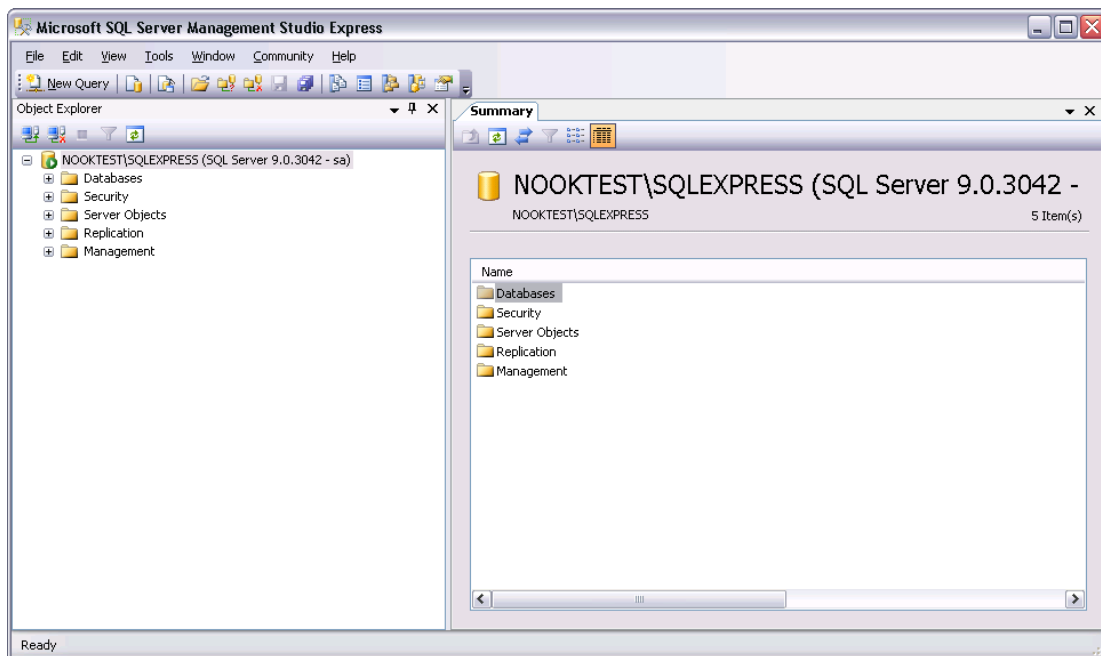 Microsoft SQL Server Management Studio Express
File Edit View Tools Window Community Help
New Query
Object Explorer
NOOKTEST\SQLEXPRESS (SQL Server 9.0.3042 - sa)
Databases
Security
Server Objects
Replication
Management
Summary
NOOKTEST\SQLEXPRESS (SQL Server 9.0.3042 -
NOOKTEST\SQLEXPRESS 5 Item(s)
Name
Databases
Security
Server Objects
Replication
Management
Ready